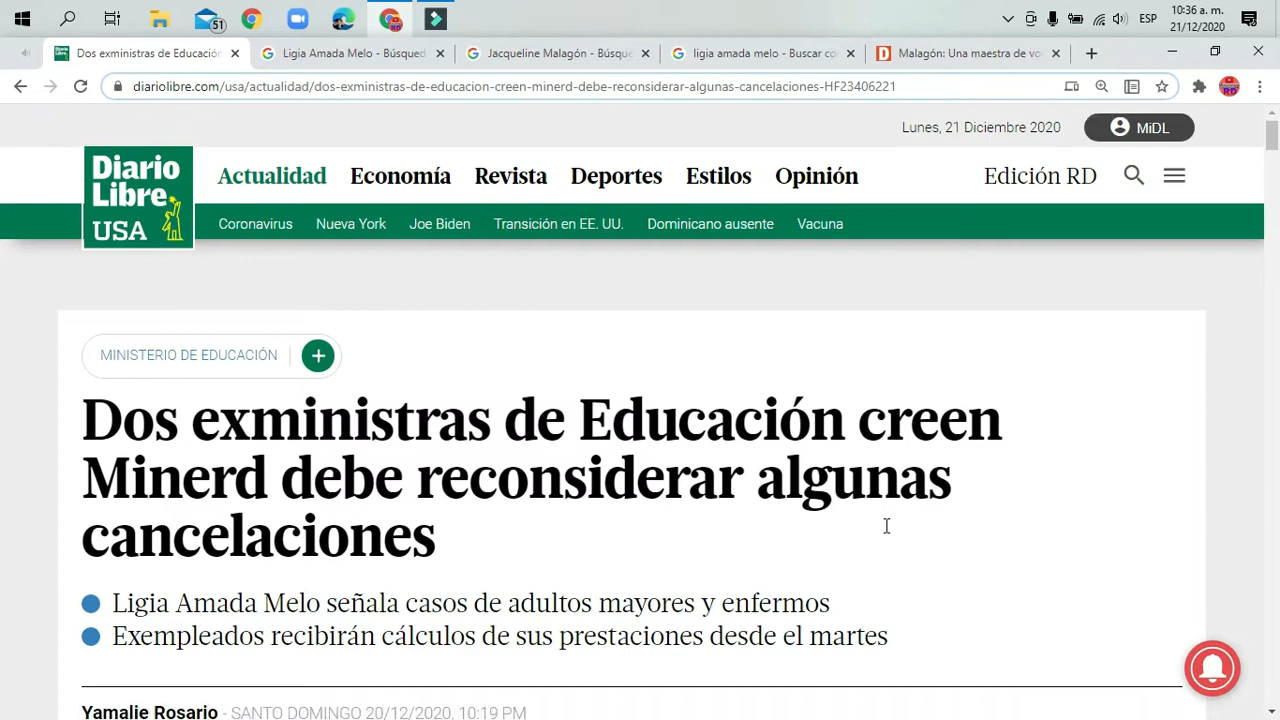 51
ESP
10:36 a. m.
21/12/2020
Dos exministras de Educación
Ligia Amada Melo - Búsqued
Jacqueline Malagón - Búsque
ligia amada melo - Buscar co
Malagón: Una maestra de vo
diariolibre.com/usa/actualidad/dos-exministras-de-educacion-creen-minerd-debe-reconsiderar-algunas-cancelaciones-HF23406221
Lunes, 21 Diciembre 2020
MiDL
Diario
Libre
USA
Actualidad Economía Revista Deportes Estilos Opinión
Edición RD
Coronavirus Nueva York Joe Biden Transición en EE. UU. Dominicano ausente Vacuna
MINISTERIO DE EDUCACIÓN
Dos exministras de Educación creen
Minerd debe reconsiderar algunas
cancelaciones
Ligia Amada Melo señala casos de adultos mayores y enfermos
Exempleados recibirán cálculos de sus prestaciones desde el martes
Yamalie Rosario - SANTO DOMINGO 20/12/2020, 10:19 PM